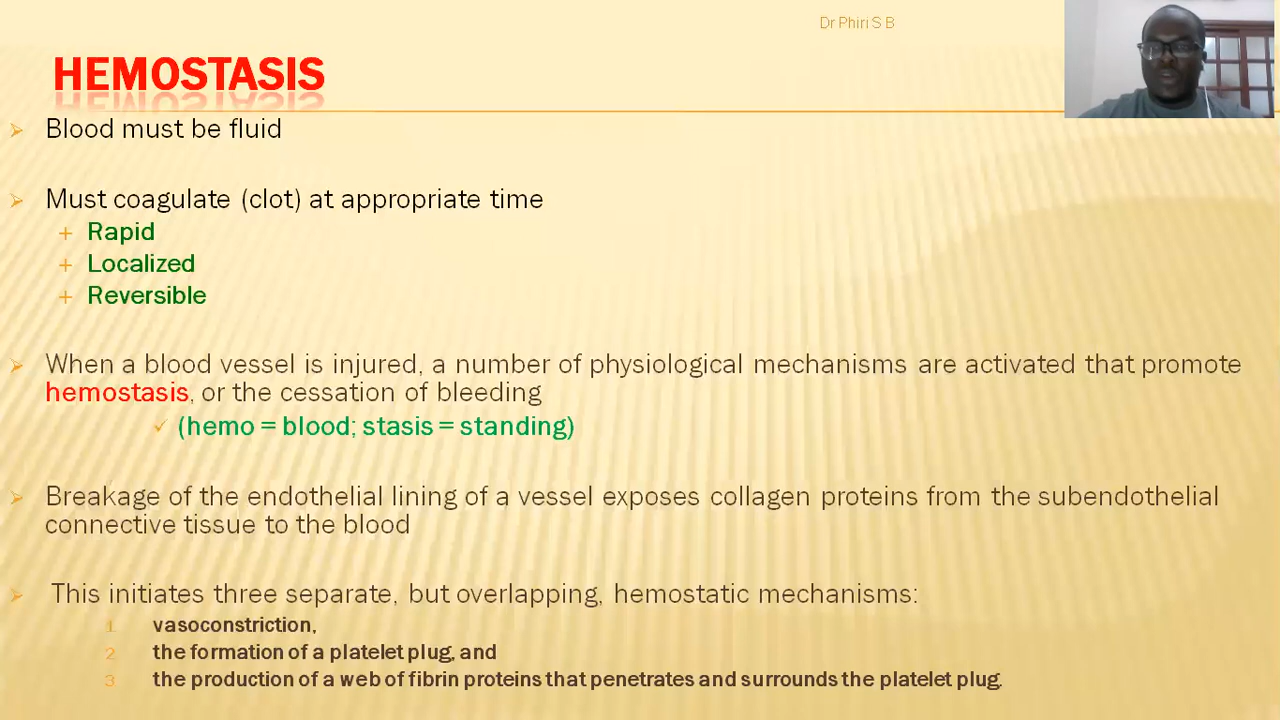 Dr Phiri S B
HEMOSTASIS
Blood must be fluid
Must coagulate (clot) at appropriate time
Rapid
Localized
Reversible
When a blood vessel is injured, a number of physiological mechanisms are activated that promote
hemostasis, or the cessation of bleeding
(hemo = blood; stasis = standing)
Breakage of the endothelial lining of a vessel exposes collagen proteins from the subendothelial
connective tissue to the blood
This initiates three separate, but overlapping, hemostatic mechanisms:
1 vasoconstriction,
2 the formation of a platelet plug, and
3 the production of a web of fibrin proteins that penetrates and surrounds the platelet plug.